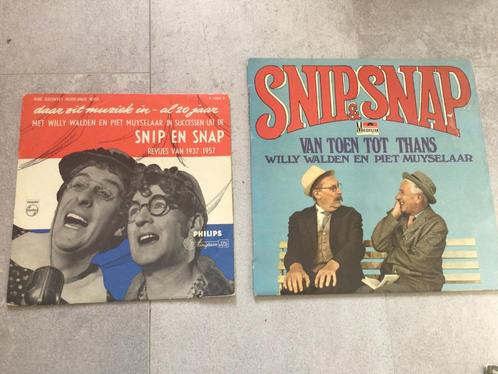 daar zit muziek in - al 20 jaar
MET WILLY WALDEN EN PIET MUYSELAAR IN SUCCESSEN UIT DE
SNIP EN SNAP
REVUES VAN 1937-1957
PHILIPS
PHILIPS
SNIP & SNAP
VAN TOEN TOT THANS
WILLY WALDEN EN PIET MUYSELAAR